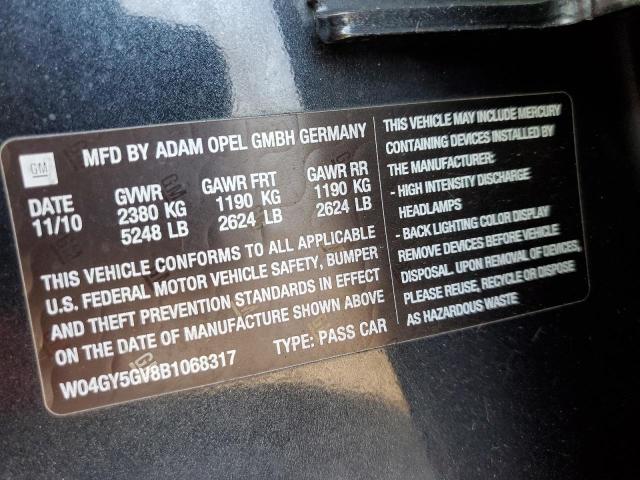 GM
MFD BY ADAM OPEL GMBH GERMANY
DATE GVWR GAWR FRT GAWR RR
11/10 2380 KG 1190 KG 1190 KG
5248 LB 2624 LB 2624 LB
THIS VEHICLE CONFORMS TO ALL APPLICABLE
U.S. FEDERAL MOTOR VEHICLE SAFETY, BUMPER
AND THEFT PREVENTION STANDARDS IN EFFECT
ON THE DATE OF MANUFACTURE SHOWN ABOVE
W04GY5GV8B1068317 TYPE: PASS CAR
THIS VEHICLE MAY INCLUDE MERCURY
CONTAINING DEVICES INSTALLED BY
THE MANUFACTURER:
- HIGH INTENSITY DISCHARGE
HEADLAMPS
- BACK LIGHTING COLOR DISPLAY
REMOVE DEVICES BEFORE VEHICLE
DISPOSAL. UPON REMOVAL OF DEVICES,
PLEASE REUSE, RECYCLE OR DISPOSE
AS HAZARDOUS WASTE